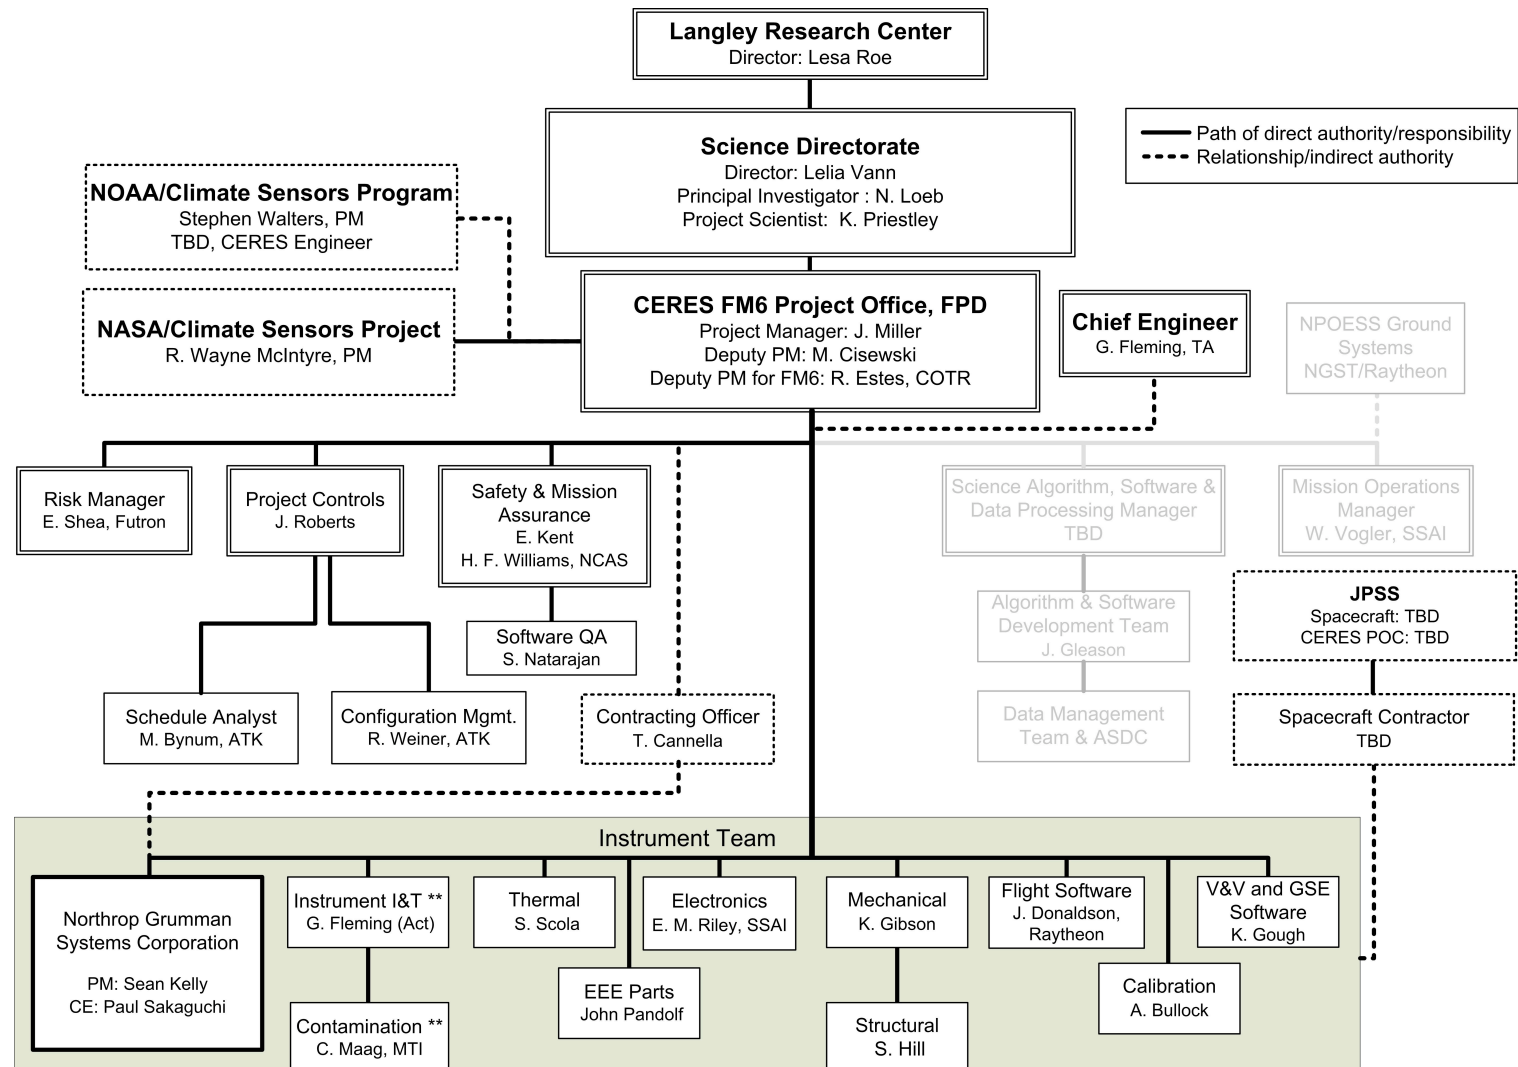 Langley Research Center
Director: Lesa Roe
Science Directorate
Director: Lelia Vann
Principal Investigator : N. Loeb
Project Scientist:  K. Priestley
Path of direct authority/responsibility
Relationship/indirect authority
NOAA/Climate Sensors Program
Stephen Walters, PM
TBD, CERES Engineer
NASA/Climate Sensors Project
R. Wayne McIntyre, PM
CERES FM6 Project Office, FPD
Project Manager: J. Miller
Deputy PM: M. Cisewski
Deputy PM for FM6: R. Estes, COTR
Chief Engineer
G. Fleming, TA
NPOESS Ground
Systems
NGST/Raytheon
Risk Manager
E. Shea, Futron
Project Controls
J. Roberts
Safety & Mission
Assurance
E. Kent
H. F. Williams, NCAS
Science Algorithm, Software &
Data Processing Manager
TBD
Mission Operations
Manager
W. Vogler, SSAI
Software QA
S. Natarajan
Algorithm & Software
Development Team
J. Gleason
JPSS
Spacecraft: TBD
CERES POC: TBD
Schedule Analyst
M. Bynum, ATK
Configuration Mgmt.
R. Weiner, ATK
Contracting Officer
T. Cannella
Data Management
Team & ASDC
Spacecraft Contractor
TBD
Instrument Team
Northrop Grumman
Systems Corporation
PM: Sean Kelly
CE: Paul Sakaguchi
Instrument I&T **
G. Fleming (Act)
Thermal
S. Scola
Electronics
E. M. Riley, SSAI
Mechanical
K. Gibson
Flight Software
J. Donaldson,
Raytheon
V&V and GSE
Software
K. Gough
EEE Parts
John Pandolf
Calibration
A. Bullock
Contamination **
C. Maag, MTI
Structural
S. Hill